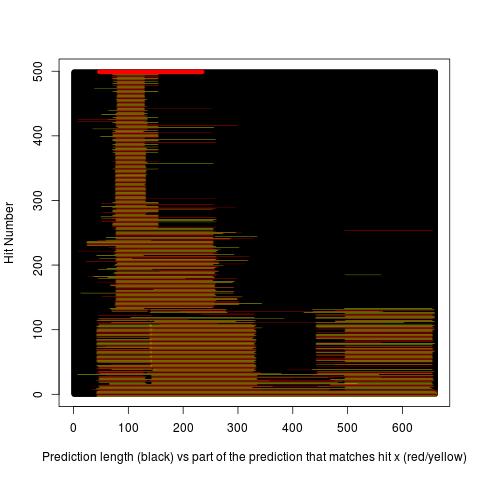 500
400
300
200
100
0
Hit Number
0 100 200 300 400 500 600
Prediction length (black) vs part of the prediction that matches hit x (red/yellow)